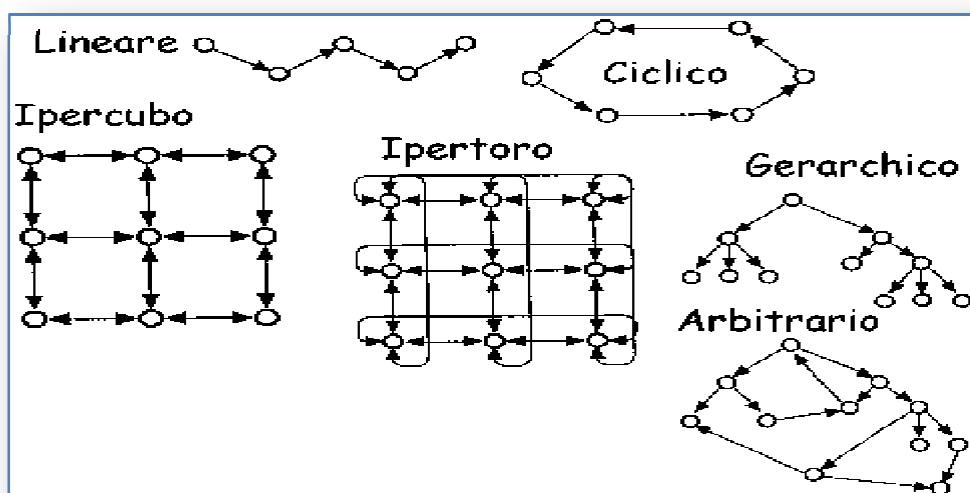 Lineare
Ciclico
Ipercubo
Ipertoro
Gerarchico
Arbitrario